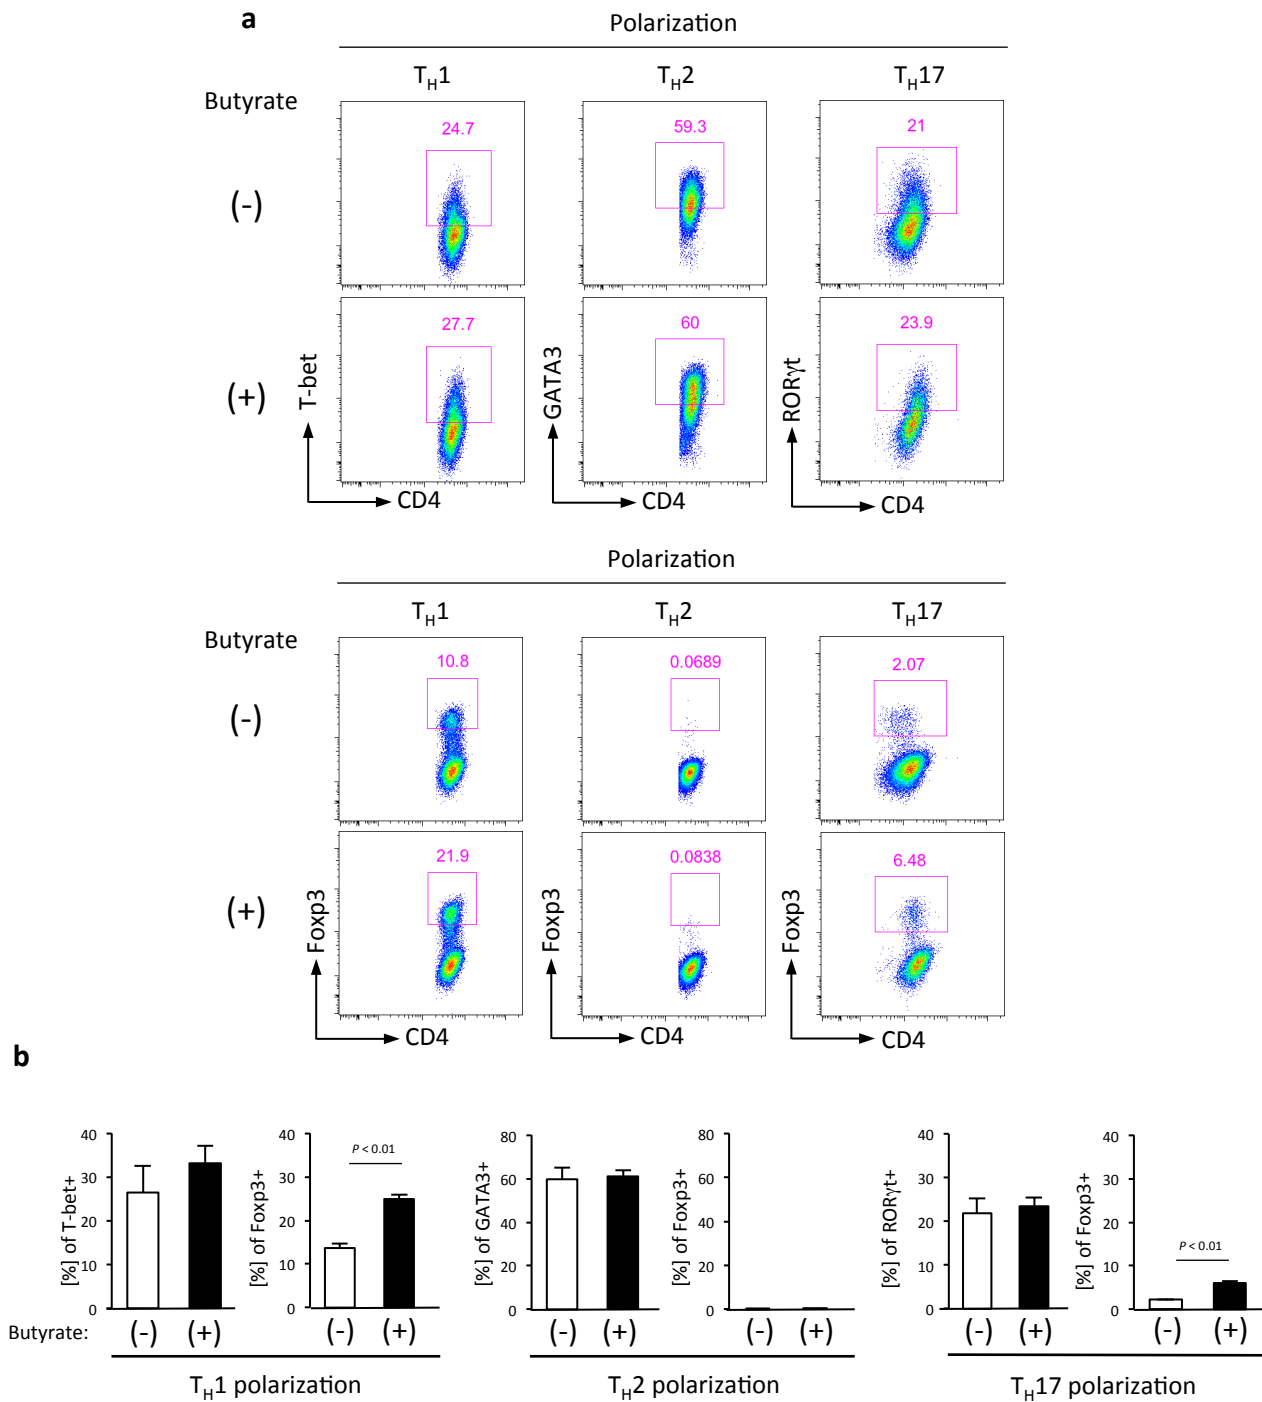 a
Polarization
TH1 TH2 TH17
Butyrate
24.7 59.3 21
(-)
27.7 60 23.9
(+)
T-bet GATA3 RORγt
CD4 CD4 CD4
Polarization
TH1 TH2 TH17
Butyrate
10.8 0.0689 2.07
(-)
21.9 0.0838 6.48
(+)
Foxp3 Foxp3 Foxp3
CD4 CD4 CD4
b
[%] of T-bet+
40
30
20
10
0
[%] of Foxp3+
40
30
20
10
0
P < 0.01
[%] of GATA3+
80
60
40
20
0
[%] of Foxp3+
80
60
40
20
0
[%] of RORγt+
40
30
20
10
0
[%] of Foxp3+
40
30
20
10
0
P < 0.01
Butyrate: (-) (+) (-) (+) (-) (+) (-) (+) (-) (+) (-) (+)
TH1 polarization TH2 polarization TH17 polarization